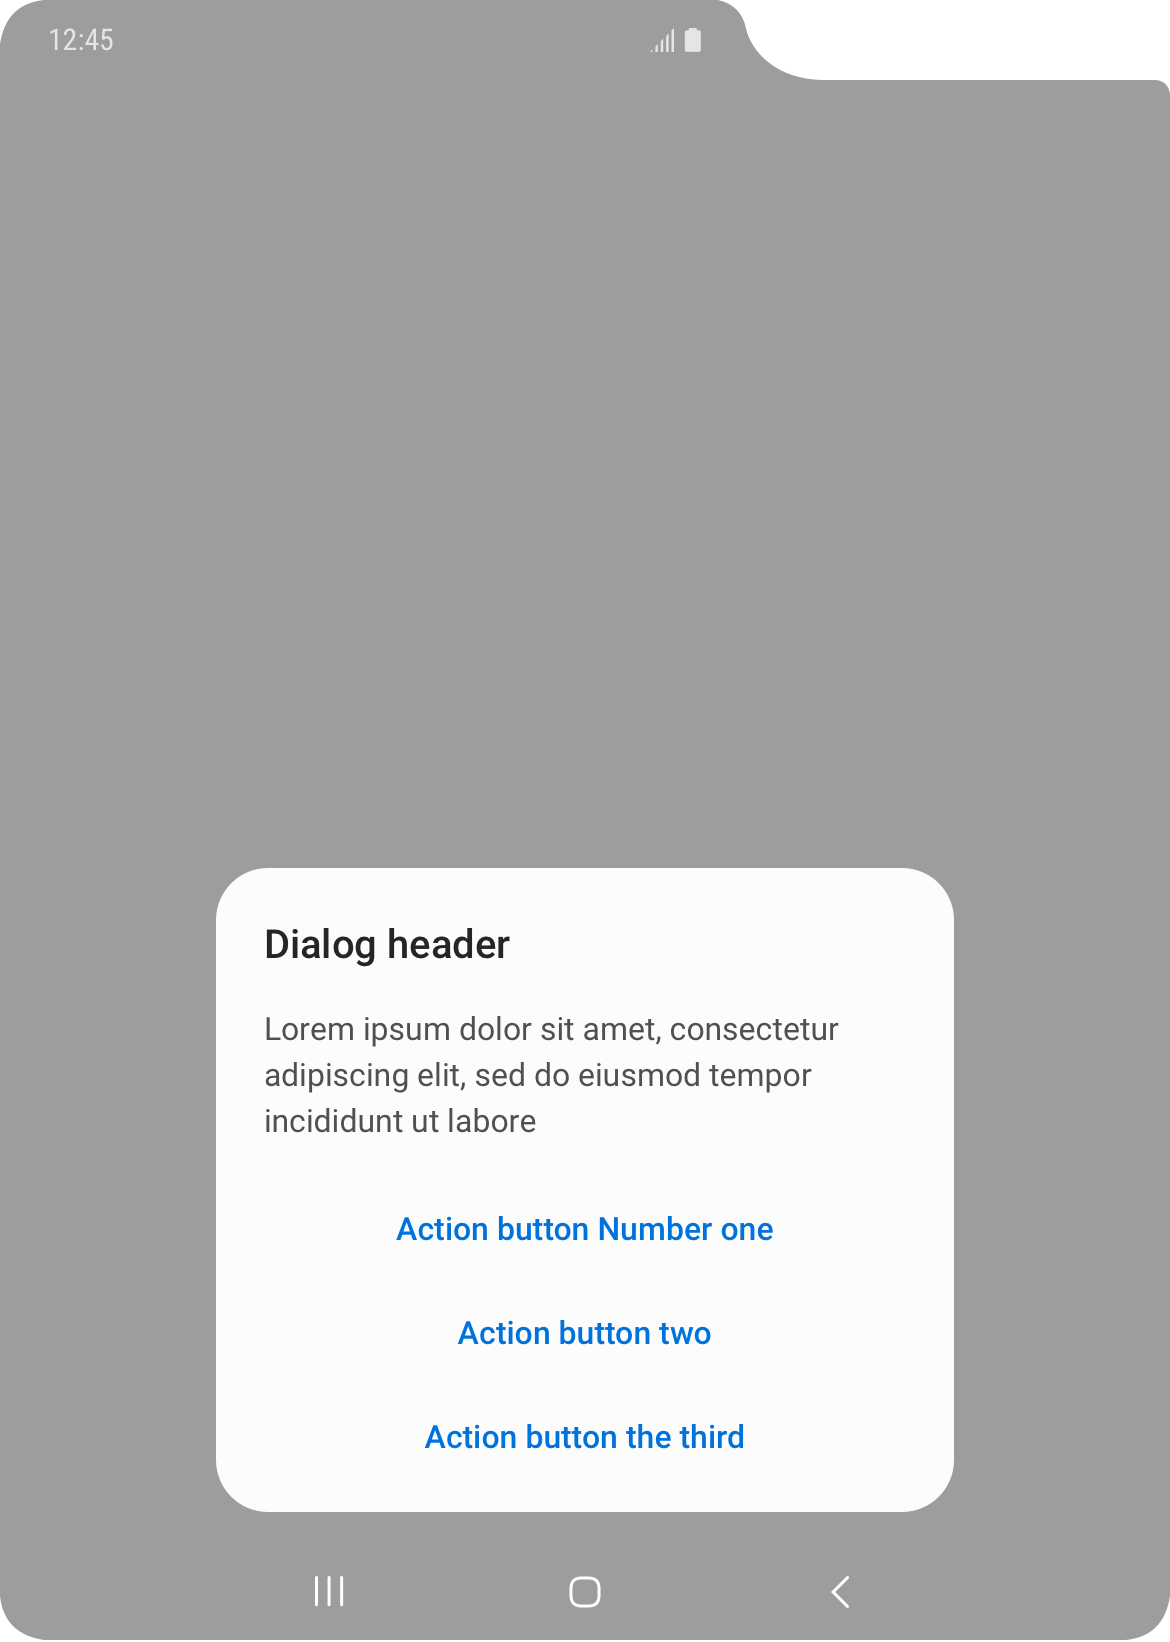 12:45
Dialog header
Lorem ipsum dolor sit amet, consectetur
adipiscing elit, sed do eiusmod tempor
incididunt ut labore
Action button Number one
Action button two
Action button the third